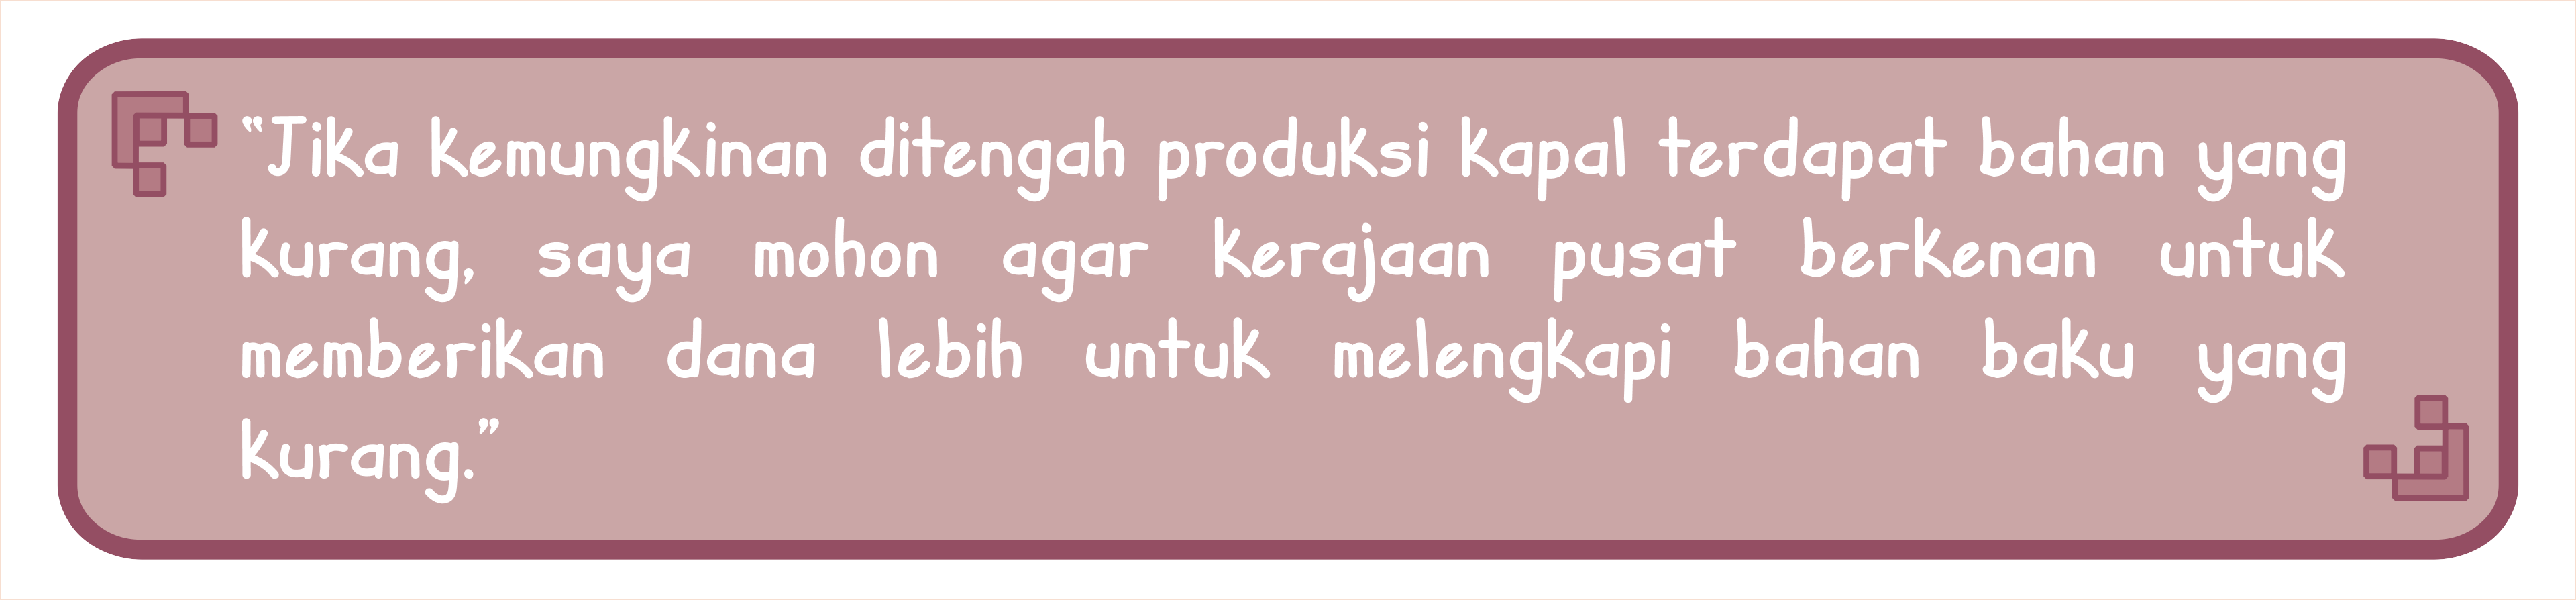 “Jika kemungkinan ditengah produksi kapal terdapat bahan yang
kurang, saya mohon agar kerajaan pusat berkenan untuk
memberikan dana lebih untuk melengkapi bahan baku yang
kurang.”